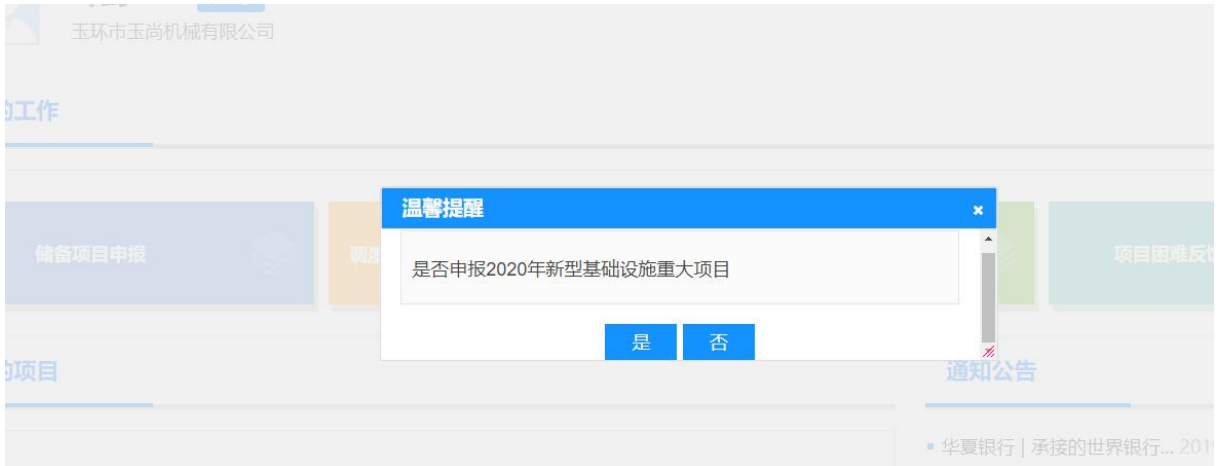 玉环市玉尚机械有限公司
的工作
温馨提醒
是否申报2020年新型基础设施重大项目
是 否
储备项目申报
项目困难反馈
的项目
通知公告
华夏银行 | 承接的世界银行... 201